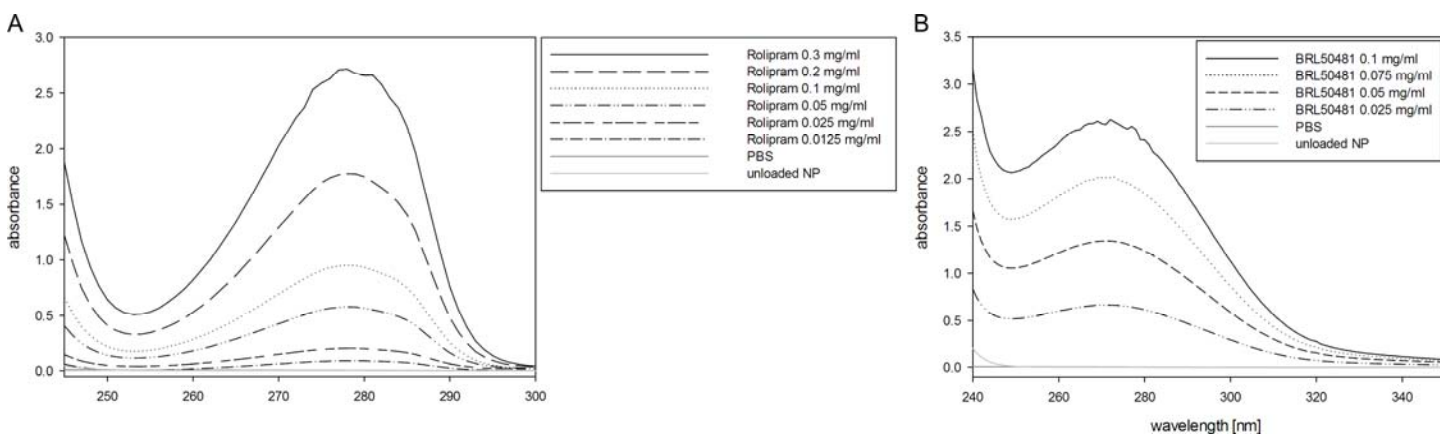 A
3.0
2.5
2.0
1.5
1.0
0.5
0.0
absorbance
250
260
270
280
290
300
Rolipram 0.3 mg/ml
Rolipram 0.2 mg/ml
Rolipram 0.1 mg/ml
Rolipram 0.05 mg/ml
Rolipram 0.025 mg/ml
Rolipram 0.0125 mg/ml
PBS
unloaded NP
B
3.5
3.0
2.5
2.0
1.5
1.0
0.5
0.0
absorbance
240
260
280
300
320
340
wavelength [nm]
BRL50481 0.1 mg/ml
BRL50481 0.075 mg/ml
BRL50481 0.05 mg/ml
BRL50481 0.025 mg/ml
PBS
unloaded NP